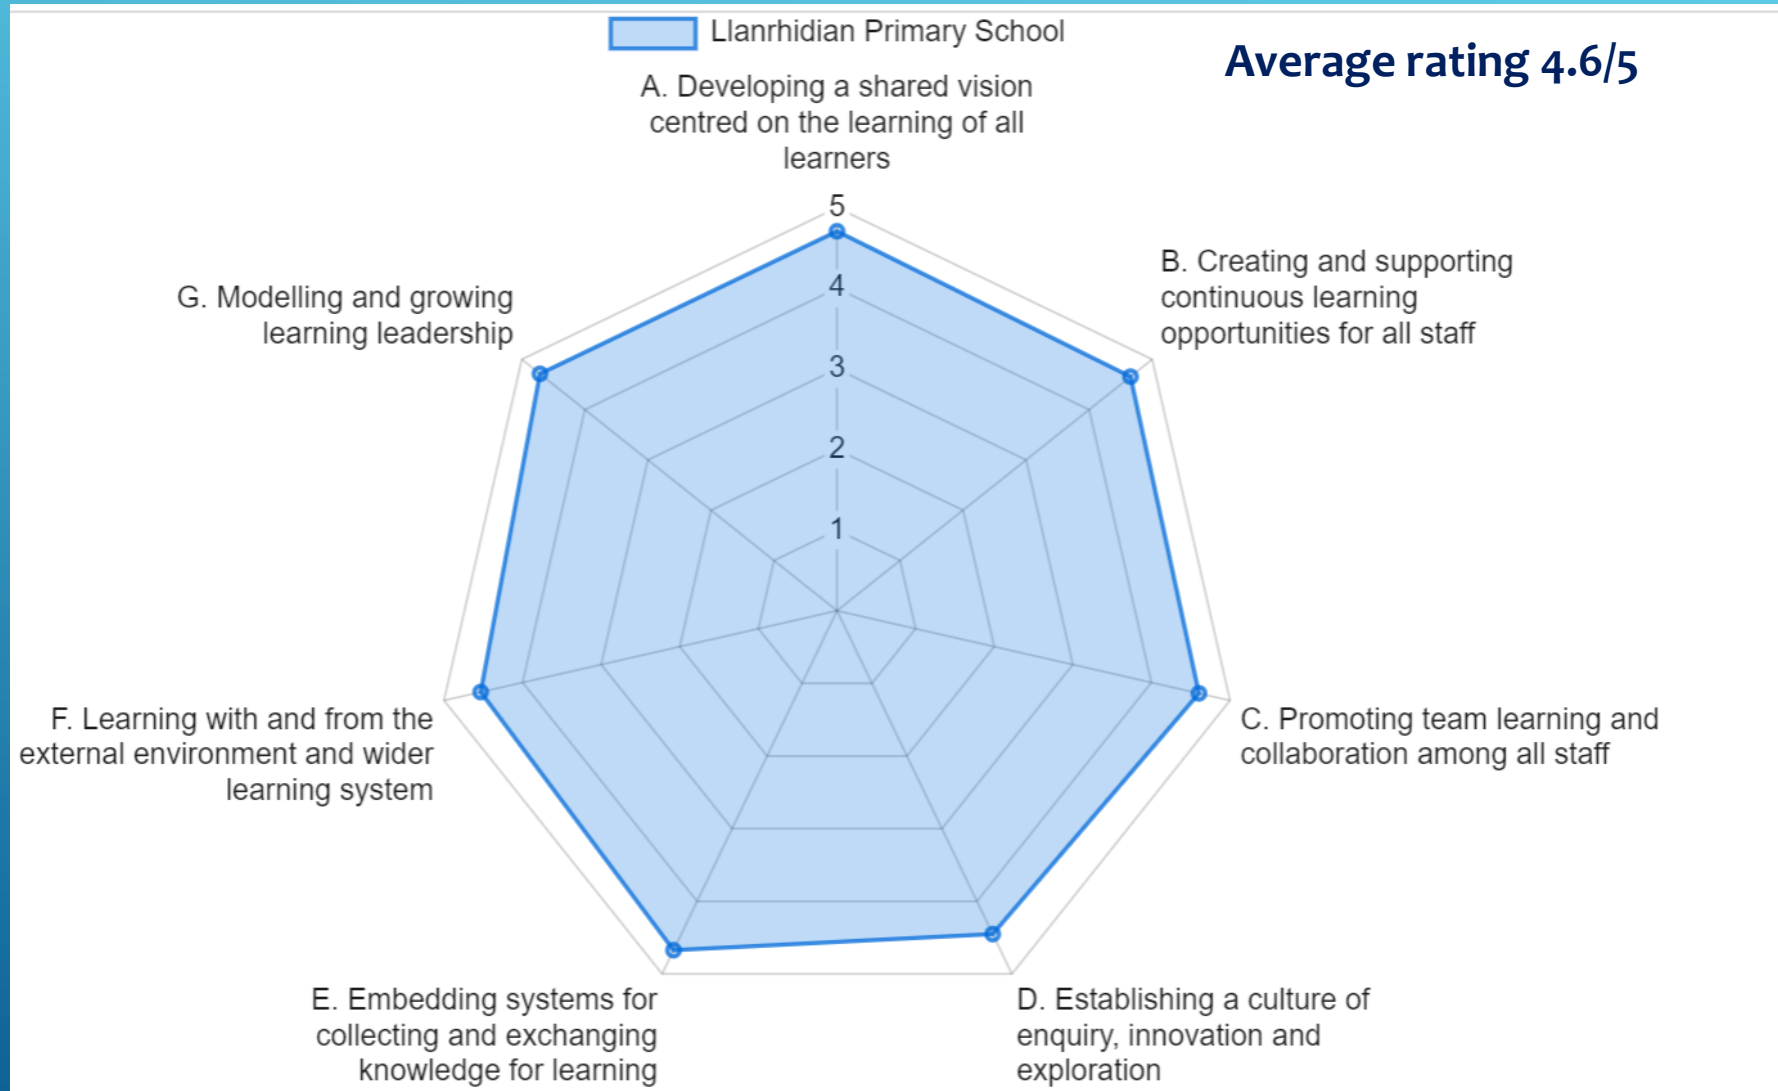 Llanrhidian Primary School
Average rating 4.6/5
A. Developing a shared vision
centred on the learning of all
learners
5
4
3
2
1
B. Creating and supporting
continuous learning
opportunities for all staff
C. Promoting team learning and
collaboration among all staff
D. Establishing a culture of
enquiry, innovation and
exploration
E. Embedding systems for
collecting and exchanging
knowledge for learning
F. Learning with and from the
external environment and wider
learning system
G. Modelling and growing
learning leadership